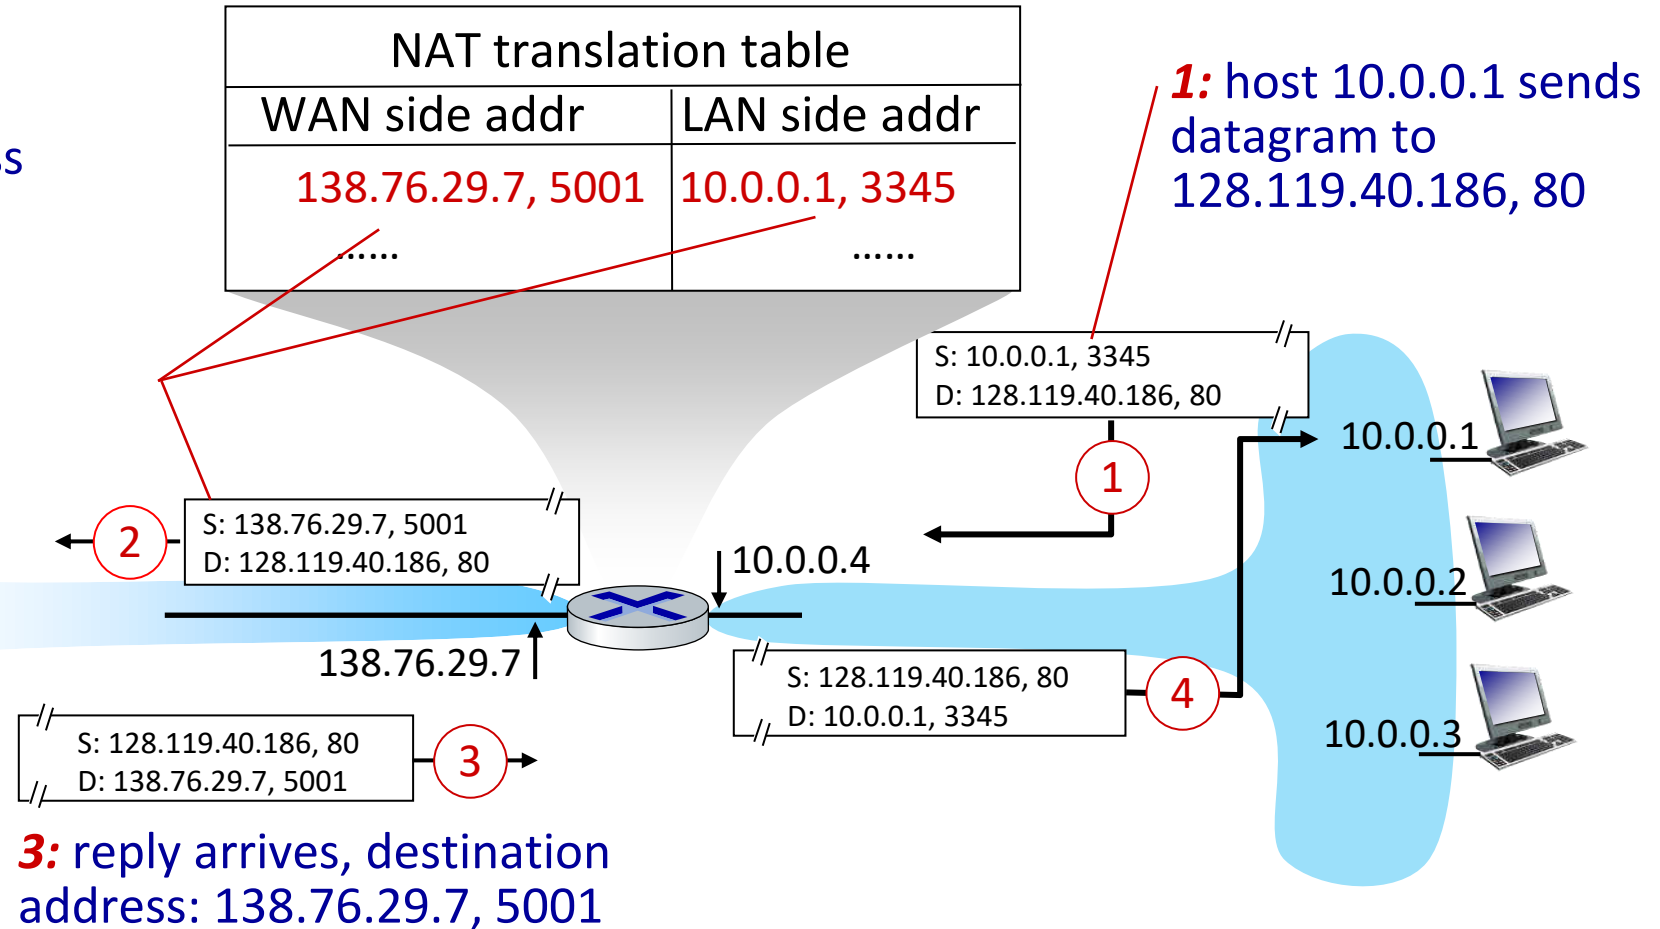 NAT translation table
WAN side addr LAN side addr
138.76.29.7, 5001 10.0.0.1, 3345
...... ......
1: host 10.0.0.1 sends
datagram to
128.119.40.186, 80
S: 10.0.0.1, 3345
D: 128.119.40.186, 80
1
10.0.0.1
2
S: 138.76.29.7, 5001
D: 128.119.40.186, 80
10.0.0.4
10.0.0.2
138.76.29.7
S: 128.119.40.186, 80
D: 10.0.0.1, 3345
4
10.0.0.3
S: 128.119.40.186, 80
D: 138.76.29.7, 5001
3
3: reply arrives, destination
address: 138.76.29.7, 5001